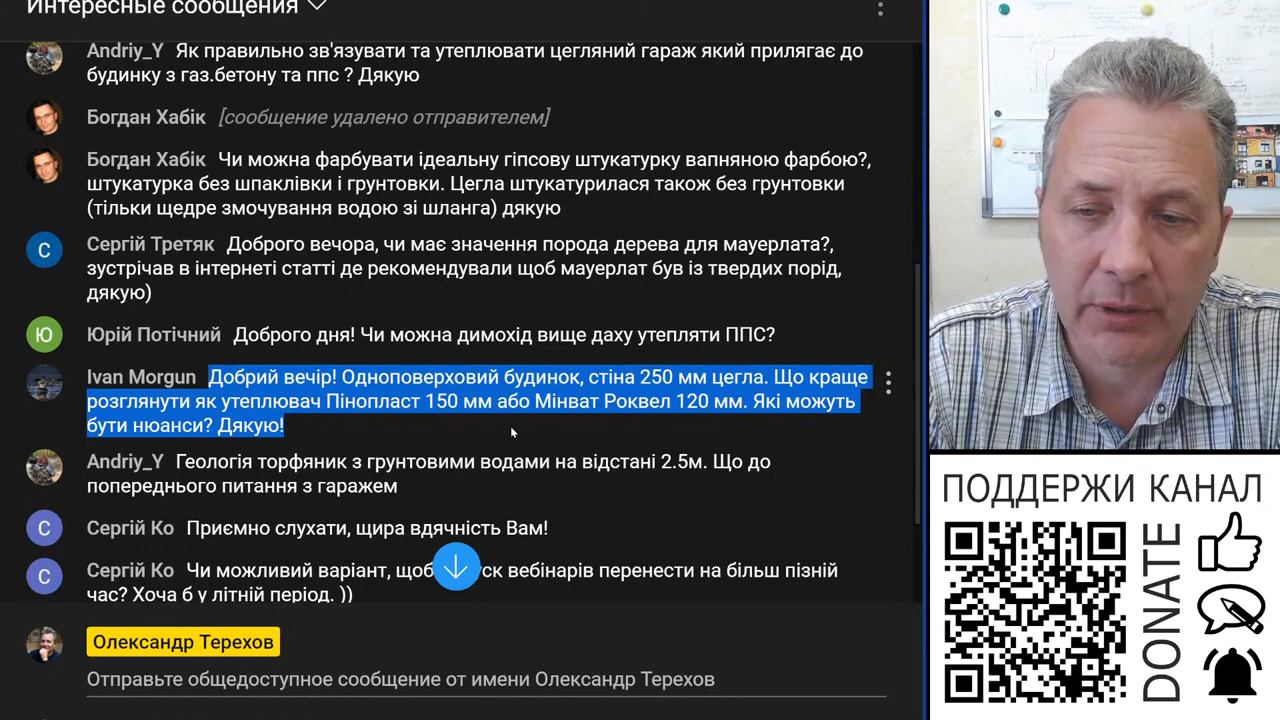 Интересные сообщения
Andriy_Y Як правильно зв'язувати та утеплювати цегляний гараж який прилягає до
будинку з газ.бетону та ппс ? Дякую
Богдан Хабік [сообщение удалено отправителем]
Богдан Хабік Чи можна фарбувати ідеальну гіпсову штукатурку вапняною фарбою?,
штукатурка без шпаклівки і грунтовки. Цегла штукатурилася також без грунтовки
(тільки щедре змочування водою зі шланга) дякую
С Сергій Третяк Доброго вечора, чи має значення порода дерева для мауерлата?,
зустрічав в інтернеті статті де рекомендували щоб мауерлат був із твердих порід,
дякую)
Ю Юрій Потічний Доброго дня! Чи можна димохід вище даху утепляти ППС?
Ivan Morgun Добрий вечір! Одноповерховий будинок, стіна 250 мм цегла. Що краще
розглянути як утеплювач Пінопласт 150 мм або Мінват Роквел 120 мм. Які можуть
бути нюанси? Дякую!
Andriy_Y Геологія торфяник з грунтовими водами на відстані 2.5м. Що до
попереднього питання з гаражем
С Сергій Ко Приємно слухати, щира вдячність Вам!
С Сергій Ко Чи можливий варіант, щоб уск вебінарів перенести на більш пізній
час? Хоча б у літній період. ))
Олександр Терехов
Отправьте общедоступное сообщение от имени Олександр Терехов
ПОДДЕРЖИ КАНАЛ
DONATE